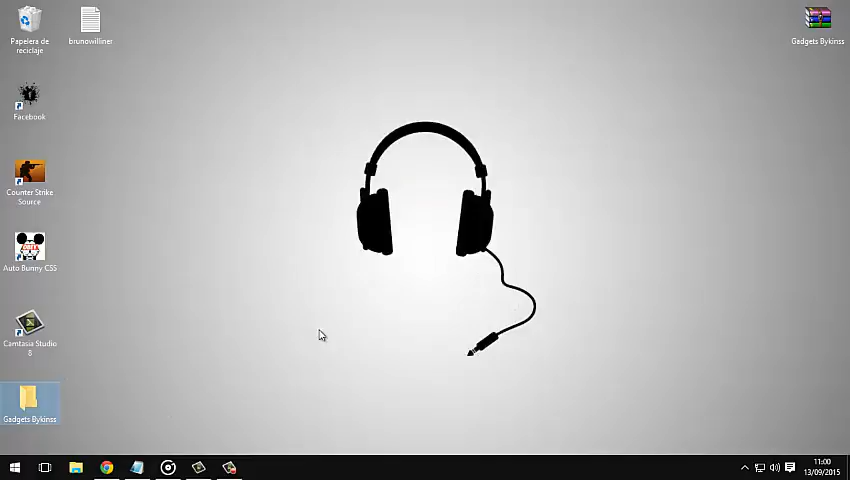 Papelera de
reciclaje
brunowilliner
Gadgets Bykinss
Facebook
Counter Strike
Source
Auto Bunny CSS
Camtasia Studio
8
Gadgets Bykinss
11:00
13/09/2015